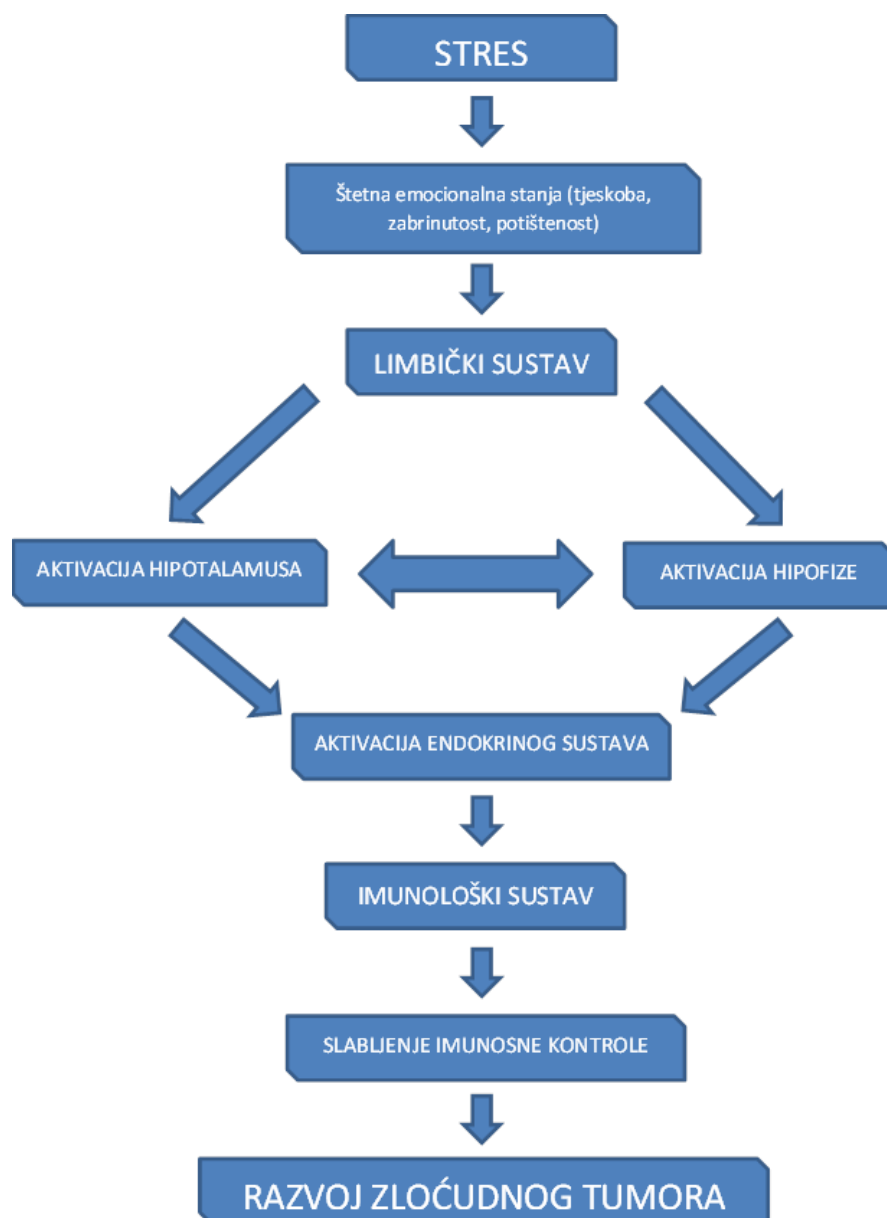 STRES
Štetna emocionalna stanja (tjeskoba,
zabrinutost, potištenost)
LIMBIČKI SUSTAV
AKTIVACIJA HIPOTALAMUSA
AKTIVACIJA HIPOFIZE
AKTIVACIJA ENDOKRINOG SUSTAVA
IMUNOLOŠKI SUSTAV
SLABLJENJE IMUNOSNE KONTROLE
RAZVOJ ZLOĆUDNOG TUMORA